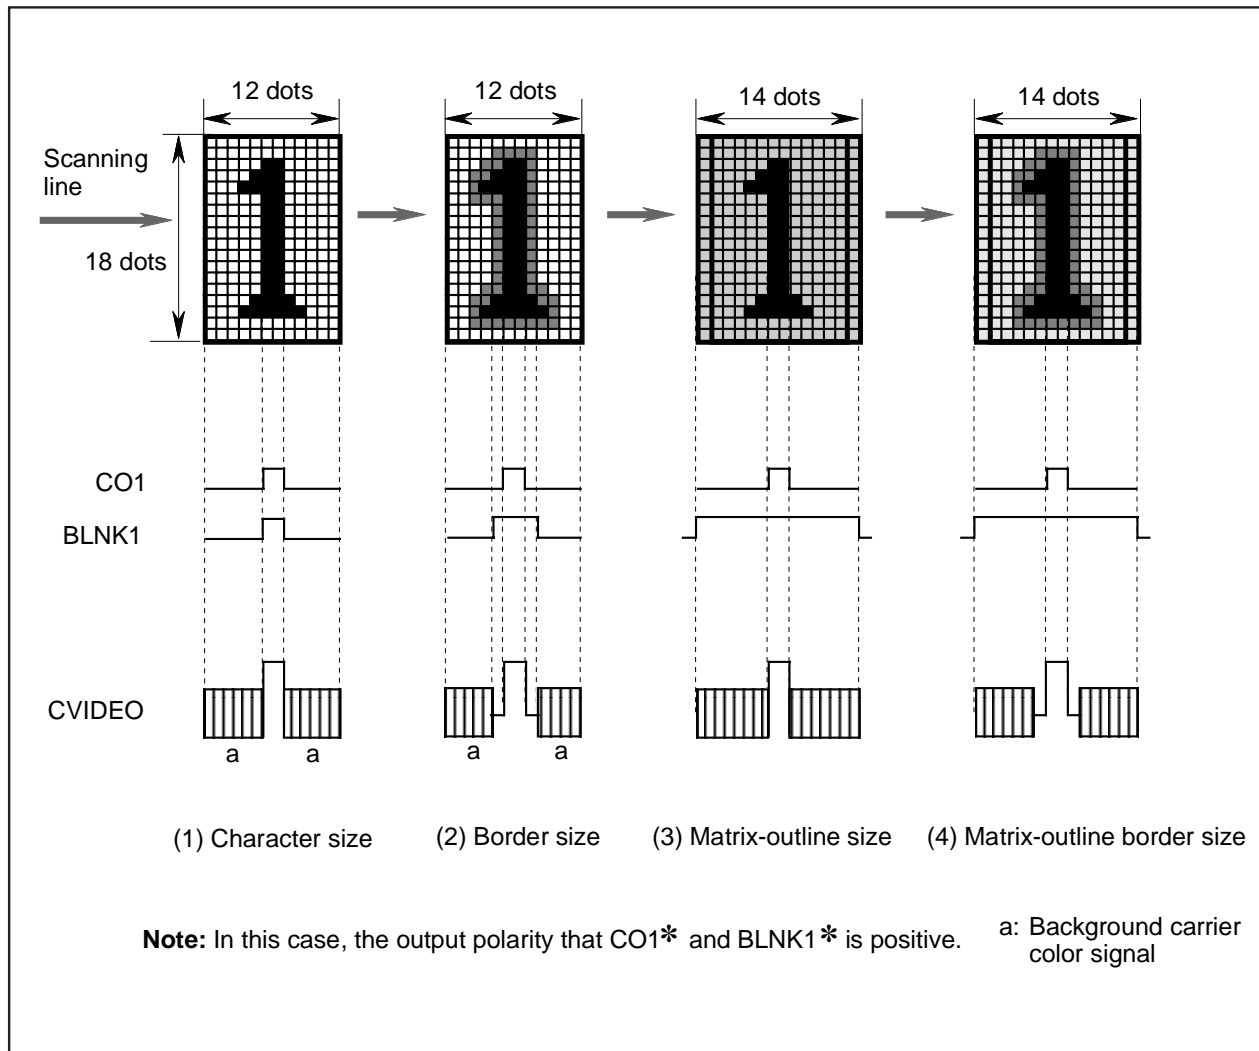 12 dots
12 dots
14 dots
14 dots
Scanning
line
18 dots
CO1
BLNK1
CVIDEO
a
a
a
a
(1) Character size
(2) Border size
(3) Matrix-outline size
(4) Matrix-outline border size
Note: In this case, the output polarity that CO1* and BLNK1* is positive.
a: Background carrier
color signal